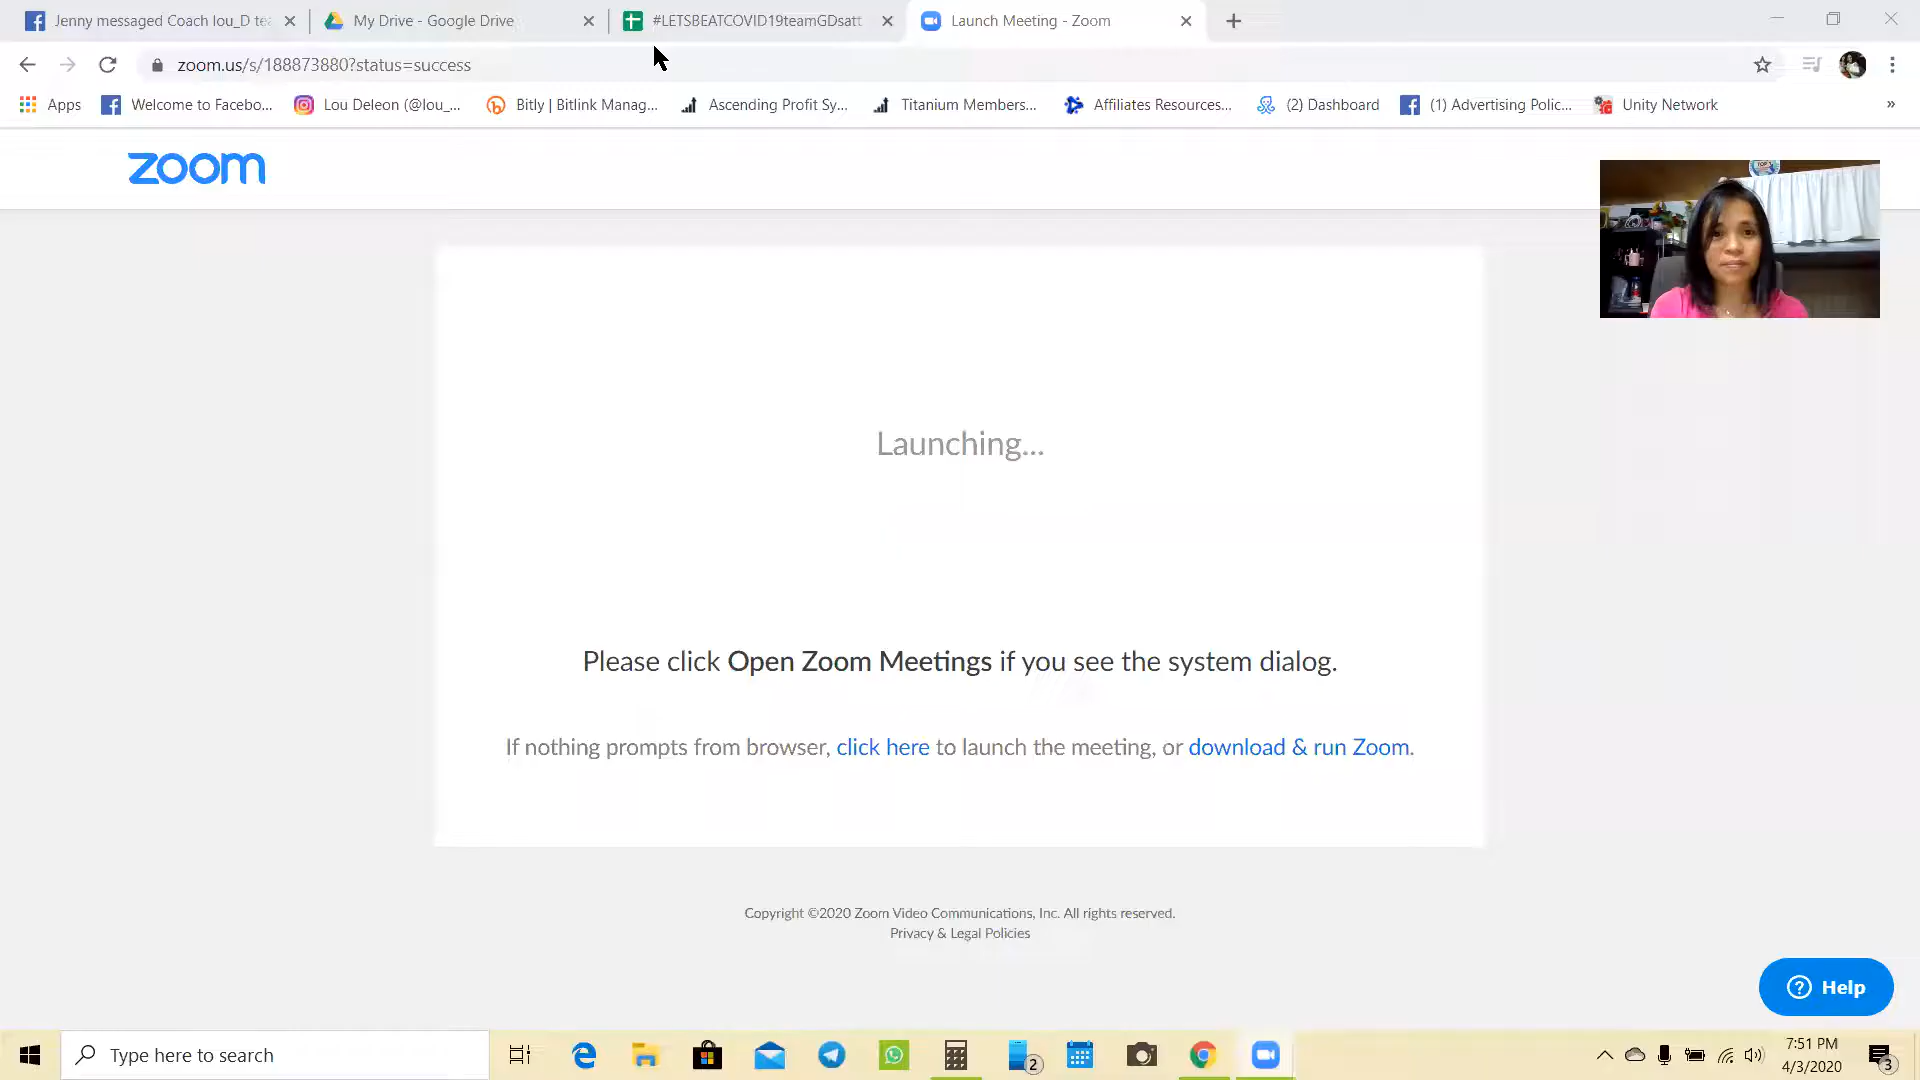 Jenny messaged Coach lou_D te
My Drive - Google Drive
#LETSBEATCOVID19teamGDsatt
Launch Meeting - Zoom
zoom.us/s/188873880?status=success
Apps
Welcome to Facebo...
Lou Deleon (@lou_...
Bitly | Bitlink Manag...
Ascending Profit Sy...
Titanium Members...
Affiliates Resources...
(2) Dashboard
(1) Advertising Polic...
Unity Network
»
zoom
Launching...
Please click Open Zoom Meetings if you see the system dialog.
If nothing prompts from browser, click here to launch the meeting, or download & run Zoom.
Copyright ©2020 Zoom Video Communications, Inc. All rights reserved.
Privacy & Legal Policies
Help
Type here to search
2
7:51 PM
4/3/2020
3